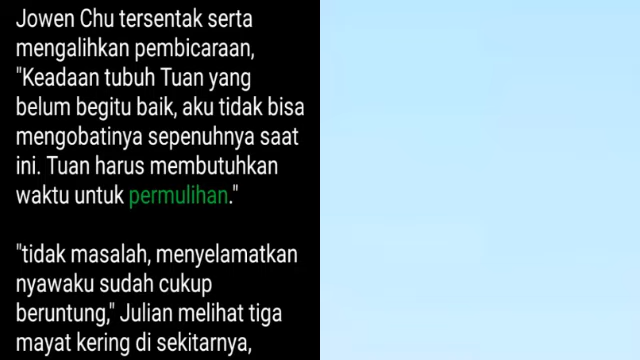 Jowen Chu tersentak serta
mengalihkan pembicaraan,
"Keadaan tubuh Tuan yang
belum begitu baik, aku tidak bisa
mengobatinya sepenuhnya saat
ini. Tuan harus membutuhkan
waktu untuk permulihan."
"tidak masalah, menyelamatkan
nyawaku sudah cukup
beruntung," Julian melihat tiga
mayat kering di sekitarnya,